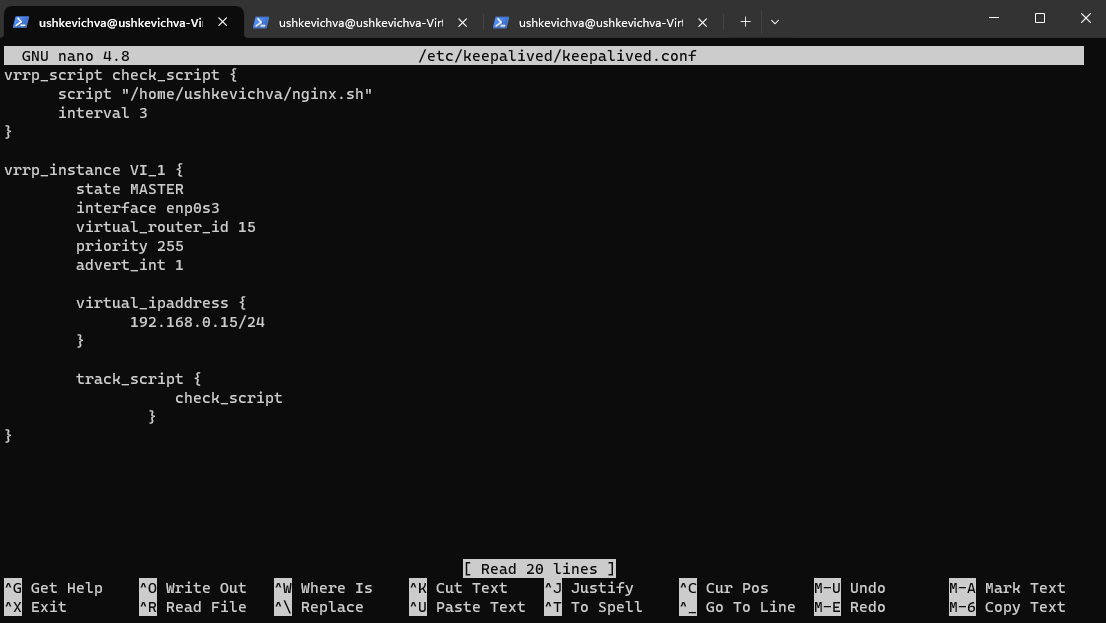 ushkevichva@ushkevichva-Vi
ushkevichva@ushkevichva-Virt
ushkevichva@ushkevichva-Virt
GNU nano 4.8 /etc/keepalived/keepalived.conf
vrrp_script check_script {
script "/home/ushkevichva/nginx.sh"
interval 3
}
vrrp_instance VI_1 {
state MASTER
interface enp0s3
virtual_router_id 15
priority 255
advert_int 1
virtual_ipaddress {
192.168.0.15/24
}
track_script {
check_script
}
}
[ Read 20 lines ]
^G Get Help ^O Write Out ^W Where Is ^K Cut Text ^J Justify ^C Cur Pos M-U Undo M-A Mark Text
^X Exit ^R Read File ^\ Replace ^U Paste Text ^T To Spell ^_ Go To Line M-E Redo M-6 Copy Text